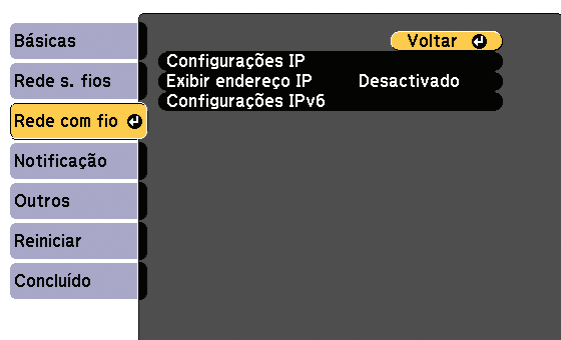 Básicas
Rede s. fios
Rede com fio
Notificação
Outros
Reiniciar
Concluído
Voltar
Configurações IP
Exibir endereço IP Desactivado
Configurações IPv6